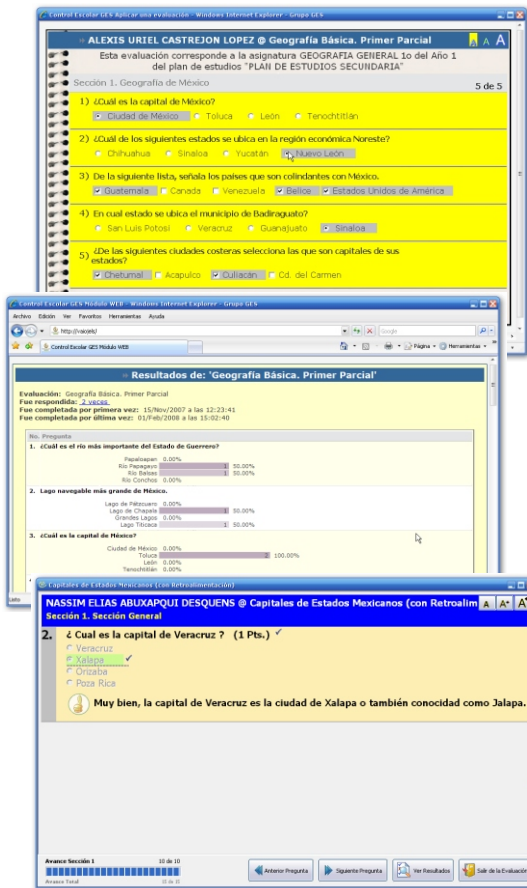 Control Escolar GES Aplicar una evaluación - Windows Internet Explorer - Grupo GES
ALEXIS URIEL CASTREJON LOPEZ @ Geografía Básica. Primer Parcial A A A
Esta evaluación corresponde a la asignatura GEOGRAFIA GENERAL 1o del Año 1
del plan de estudios "PLAN DE ESTUDIOS SECUNDARIA"
Sección 1. Geografía de México 5 de 5
1) ¿Cuál es la capital de México?
Ciudad de México Toluca León Tenochtitlán
2) ¿Cuál de los siguientes estados se ubica en la región económica Noreste?
Chihuahua Sinaloa Yucatán Nuevo León
3) De la siguiente lista, señala los paises que son colindantes con México.
Guatemala Canada Venezuela Belice Estados Unidos de América
4) En cual estado se ubica el municipio de Badiraguato?
San Luis Potosí Veracruz Guanajuato Sinaloa
5) ¿De las siguientes ciudades costeras selecciona las que son capitales de sus
estados?
Chetumal Acapulco Culiacán Cd. del Carmen
Control Escolar GES Módulo WEB - Windows Internet Explorer - Grupo GES
Archivo Edición Ver Favoritos Herramientas Ayuda
Google
Control Escolar GES Módulo WEB Página Herramientas
Resultados de: 'Geografía Básica. Primer Parcial'
Evaluación: Geografía Básica. Primer Parcial
Fue respondida: 2 veces
Fue completada por primera vez: 15/Nov/2007 a las 12:23:41
Fue completada por última vez: 01/Feb/2008 a las 15:02:40
No. Pregunta
1. ¿Cuál es el río más importante del Estado de Guerrero?
Papaloapan 0.00%
Río Papagayo 1 50.00%
Río Balsas 1 50.00%
Río Conchos 0.00%
2. Lago navegable más grande de México.
Lago de Pátzcuaro 0.00%
Lago de Chapala 1 50.00%
Grandes Lagos 0.00%
Lago Titicaca 1 50.00%
3. ¿Cuál es la capital de México?
Ciudad de México 0.00%
Toluca 2 100.00%
León 0.00%
Tenochtitlán 0.00%
Listo
Capitales de Estados Mexicanos (con Retroalimentación)
NASSIM ELIAS ABUXAPQUI DESQUENS @ Capitales de Estados Mexicanos (con Retroalim A A+ A
Sección 1. Sección General
2. ¿ Cual es la capital de Veracruz ? (1 Pts.)
Veracruz
Xalapa
Orizaba
Poza Rica
Muy bien, la capital de Veracruz es la ciudad de Xalapa o también conocidad como Jalapa.
Avance Sección 1 10 de 10
Anterior Pregunta Siguiente Pregunta Ver Resultados Salir de la Evaluación
Avance Total 10 de 10